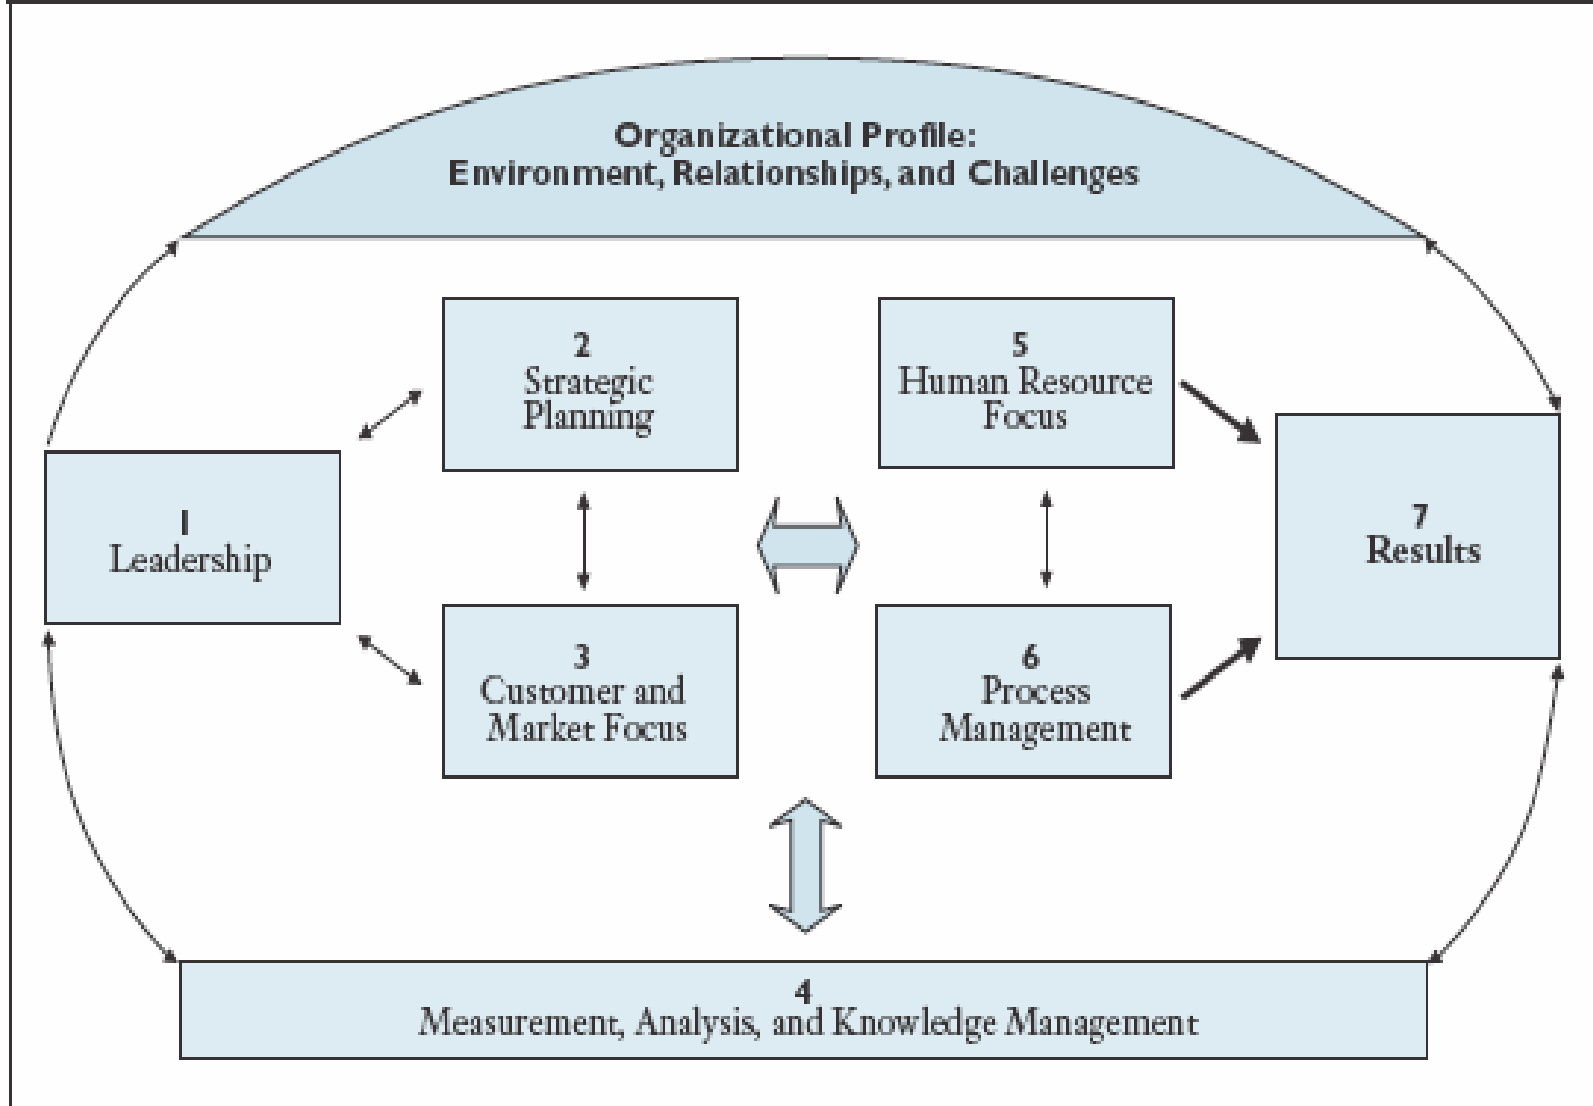 Organizational Profile:
Environment, Relationships, and Challenges
2
Strategic
Planning
5
Human Resource
Focus
1
Leadership
7
Results
3
Customer and
Market Focus
6
Process
Management
4
Measurement, Analysis, and Knowledge Management